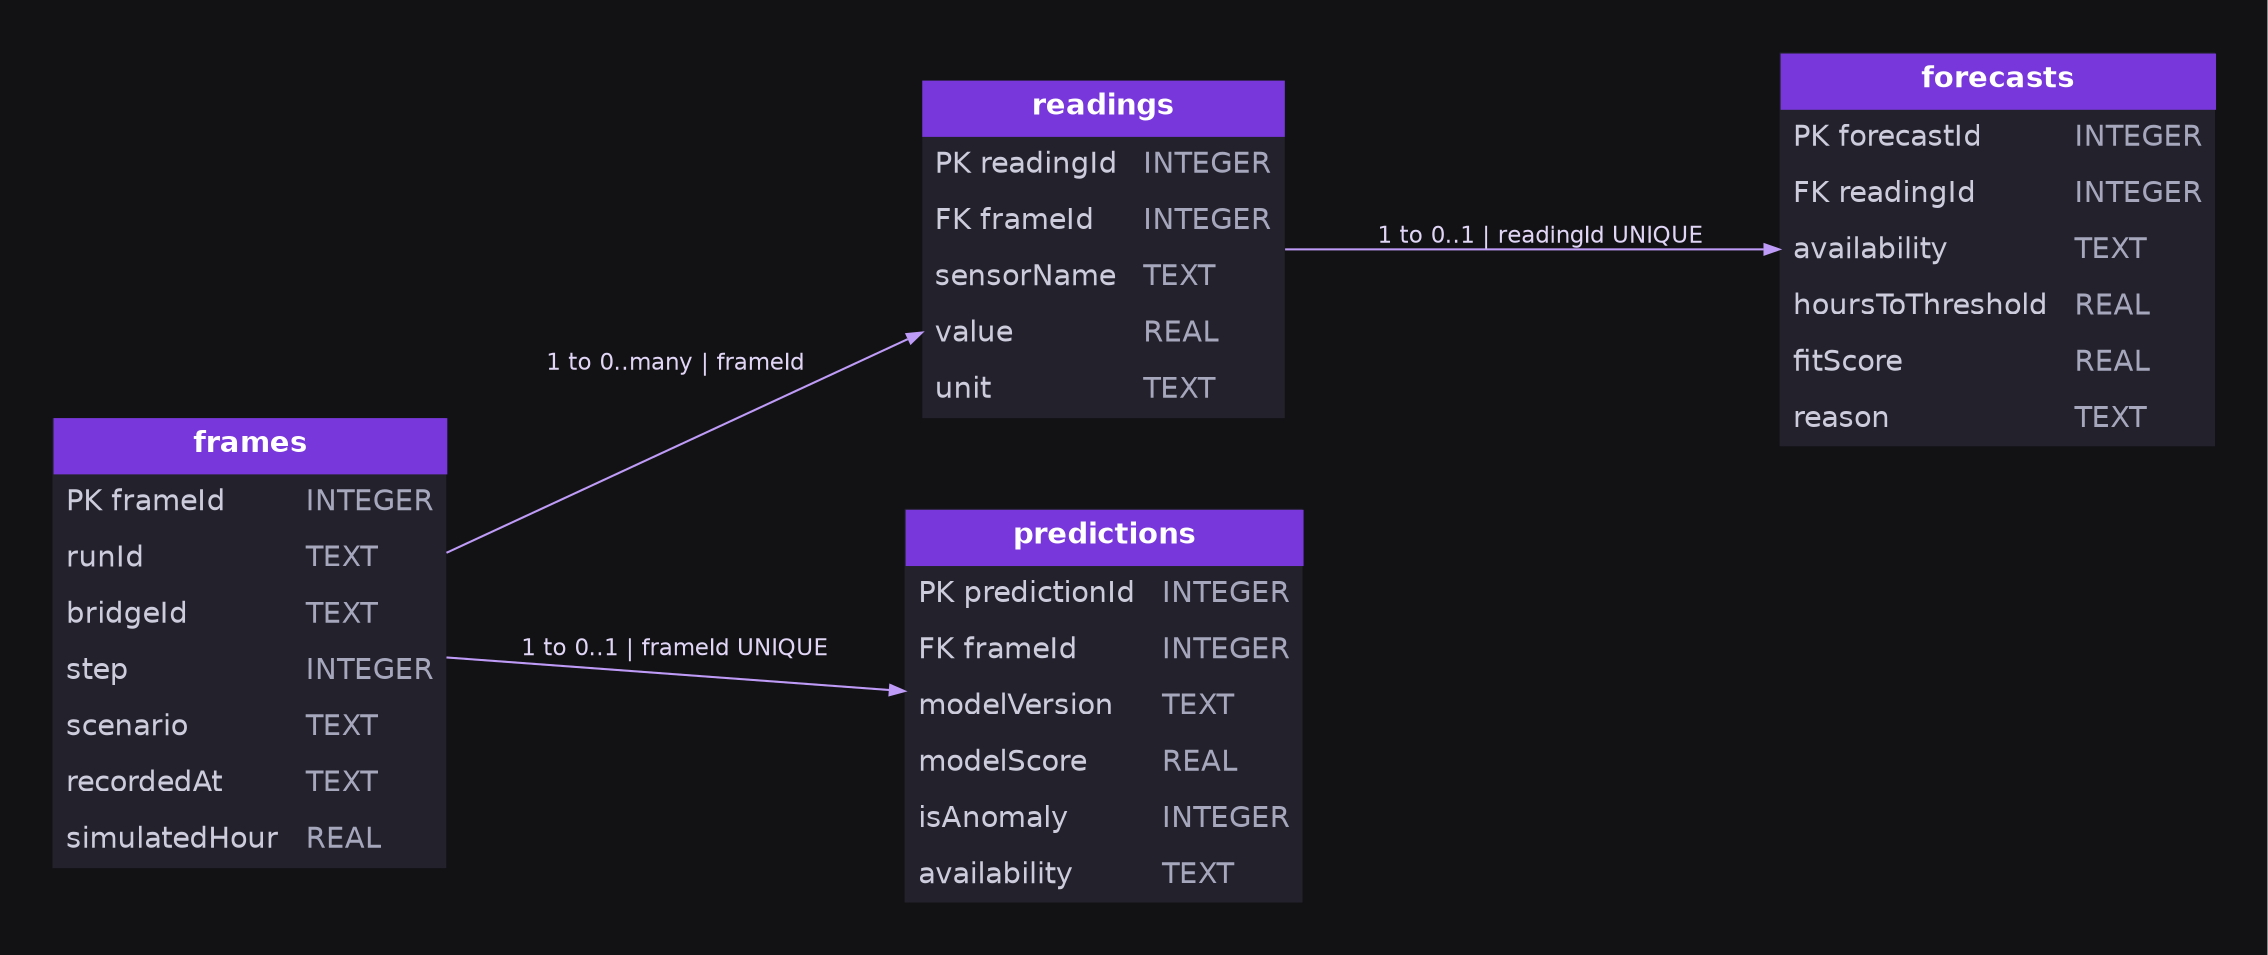 frames
PK frameId INTEGER
runId TEXT
bridgeId TEXT
step INTEGER
scenario TEXT
recordedAt TEXT
simulatedHour REAL
1 to 0..many | frameId
1 to 0..1 | frameId UNIQUE
readings
PK readingId INTEGER
FK frameId INTEGER
sensorName TEXT
value REAL
unit TEXT
predictions
PK predictionId INTEGER
FK frameId INTEGER
modelVersion TEXT
modelScore REAL
isAnomaly INTEGER
availability TEXT
1 to 0..1 | readingId UNIQUE
forecasts
PK forecastId INTEGER
FK readingId INTEGER
availability TEXT
hoursToThreshold REAL
fitScore REAL
reason TEXT